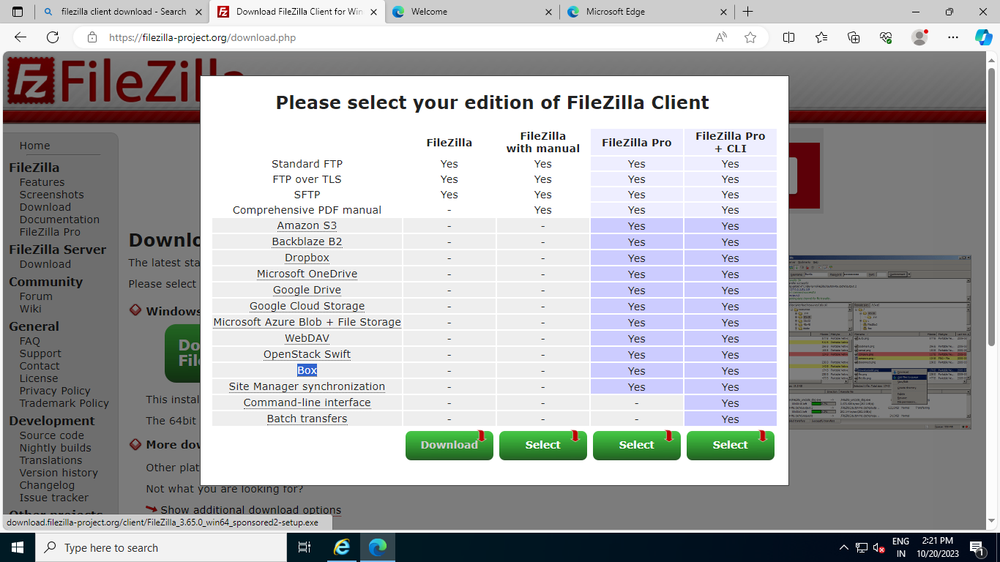 filezilla client download - Search
Download FileZilla Client for Win
Welcome
Microsoft Edge
https://filezilla-project.org/download.php
FileZilla
Home
FileZilla
Features
Screenshots
Download
Documentation
FileZilla Pro
FileZilla Server
Download
Community
Forum
Wiki
General
FAQ
Support
Contact
License
Privacy Policy
Trademark Policy
Development
Source code
Nightly builds
Translations
Version history
Changelog
Issue tracker
Other projects
Downlo
The latest sta
Please select
Windows
Do
File
This instal
The 64bit
More dov
Other plat
Not what you are looking for?
Show additional download options
Please select your edition of FileZilla Client
FileZilla FileZilla with manual FileZilla Pro FileZilla Pro + CLI
Standard FTP Yes Yes Yes Yes
FTP over TLS Yes Yes Yes Yes
SFTP Yes Yes Yes Yes
Comprehensive PDF manual - Yes Yes Yes
Amazon S3 - - Yes Yes
Backblaze B2 - - Yes Yes
Dropbox - - Yes Yes
Microsoft OneDrive - - Yes Yes
Google Drive - - Yes Yes
Google Cloud Storage - - Yes Yes
Microsoft Azure Blob + File Storage - - Yes Yes
WebDAV - - Yes Yes
OpenStack Swift - - Yes Yes
Box - - Yes Yes
Site Manager synchronization - - Yes Yes
Command-line interface - - - Yes
Batch transfers - - - Yes
Download Select Select Select
download.filezilla-project.org/client/FileZilla_3.65.0_win64_sponsored2-setup.exe
Type here to search
ENG
IN
2:21 PM
10/20/2023
1